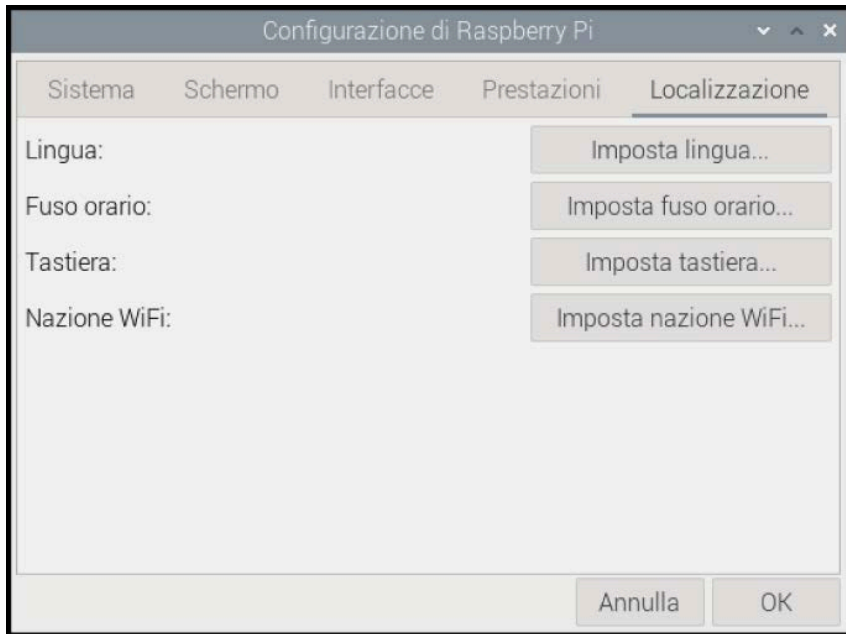 Configurazione di Raspberry Pi
Sistema Schermo Interfacce Prestazioni Localizzazione
Lingua: Imposta lingua...
Fuso orario: Imposta fuso orario...
Tastiera: Imposta tastiera...
Nazione WiFi: Imposta nazione WiFi...
Annulla OK